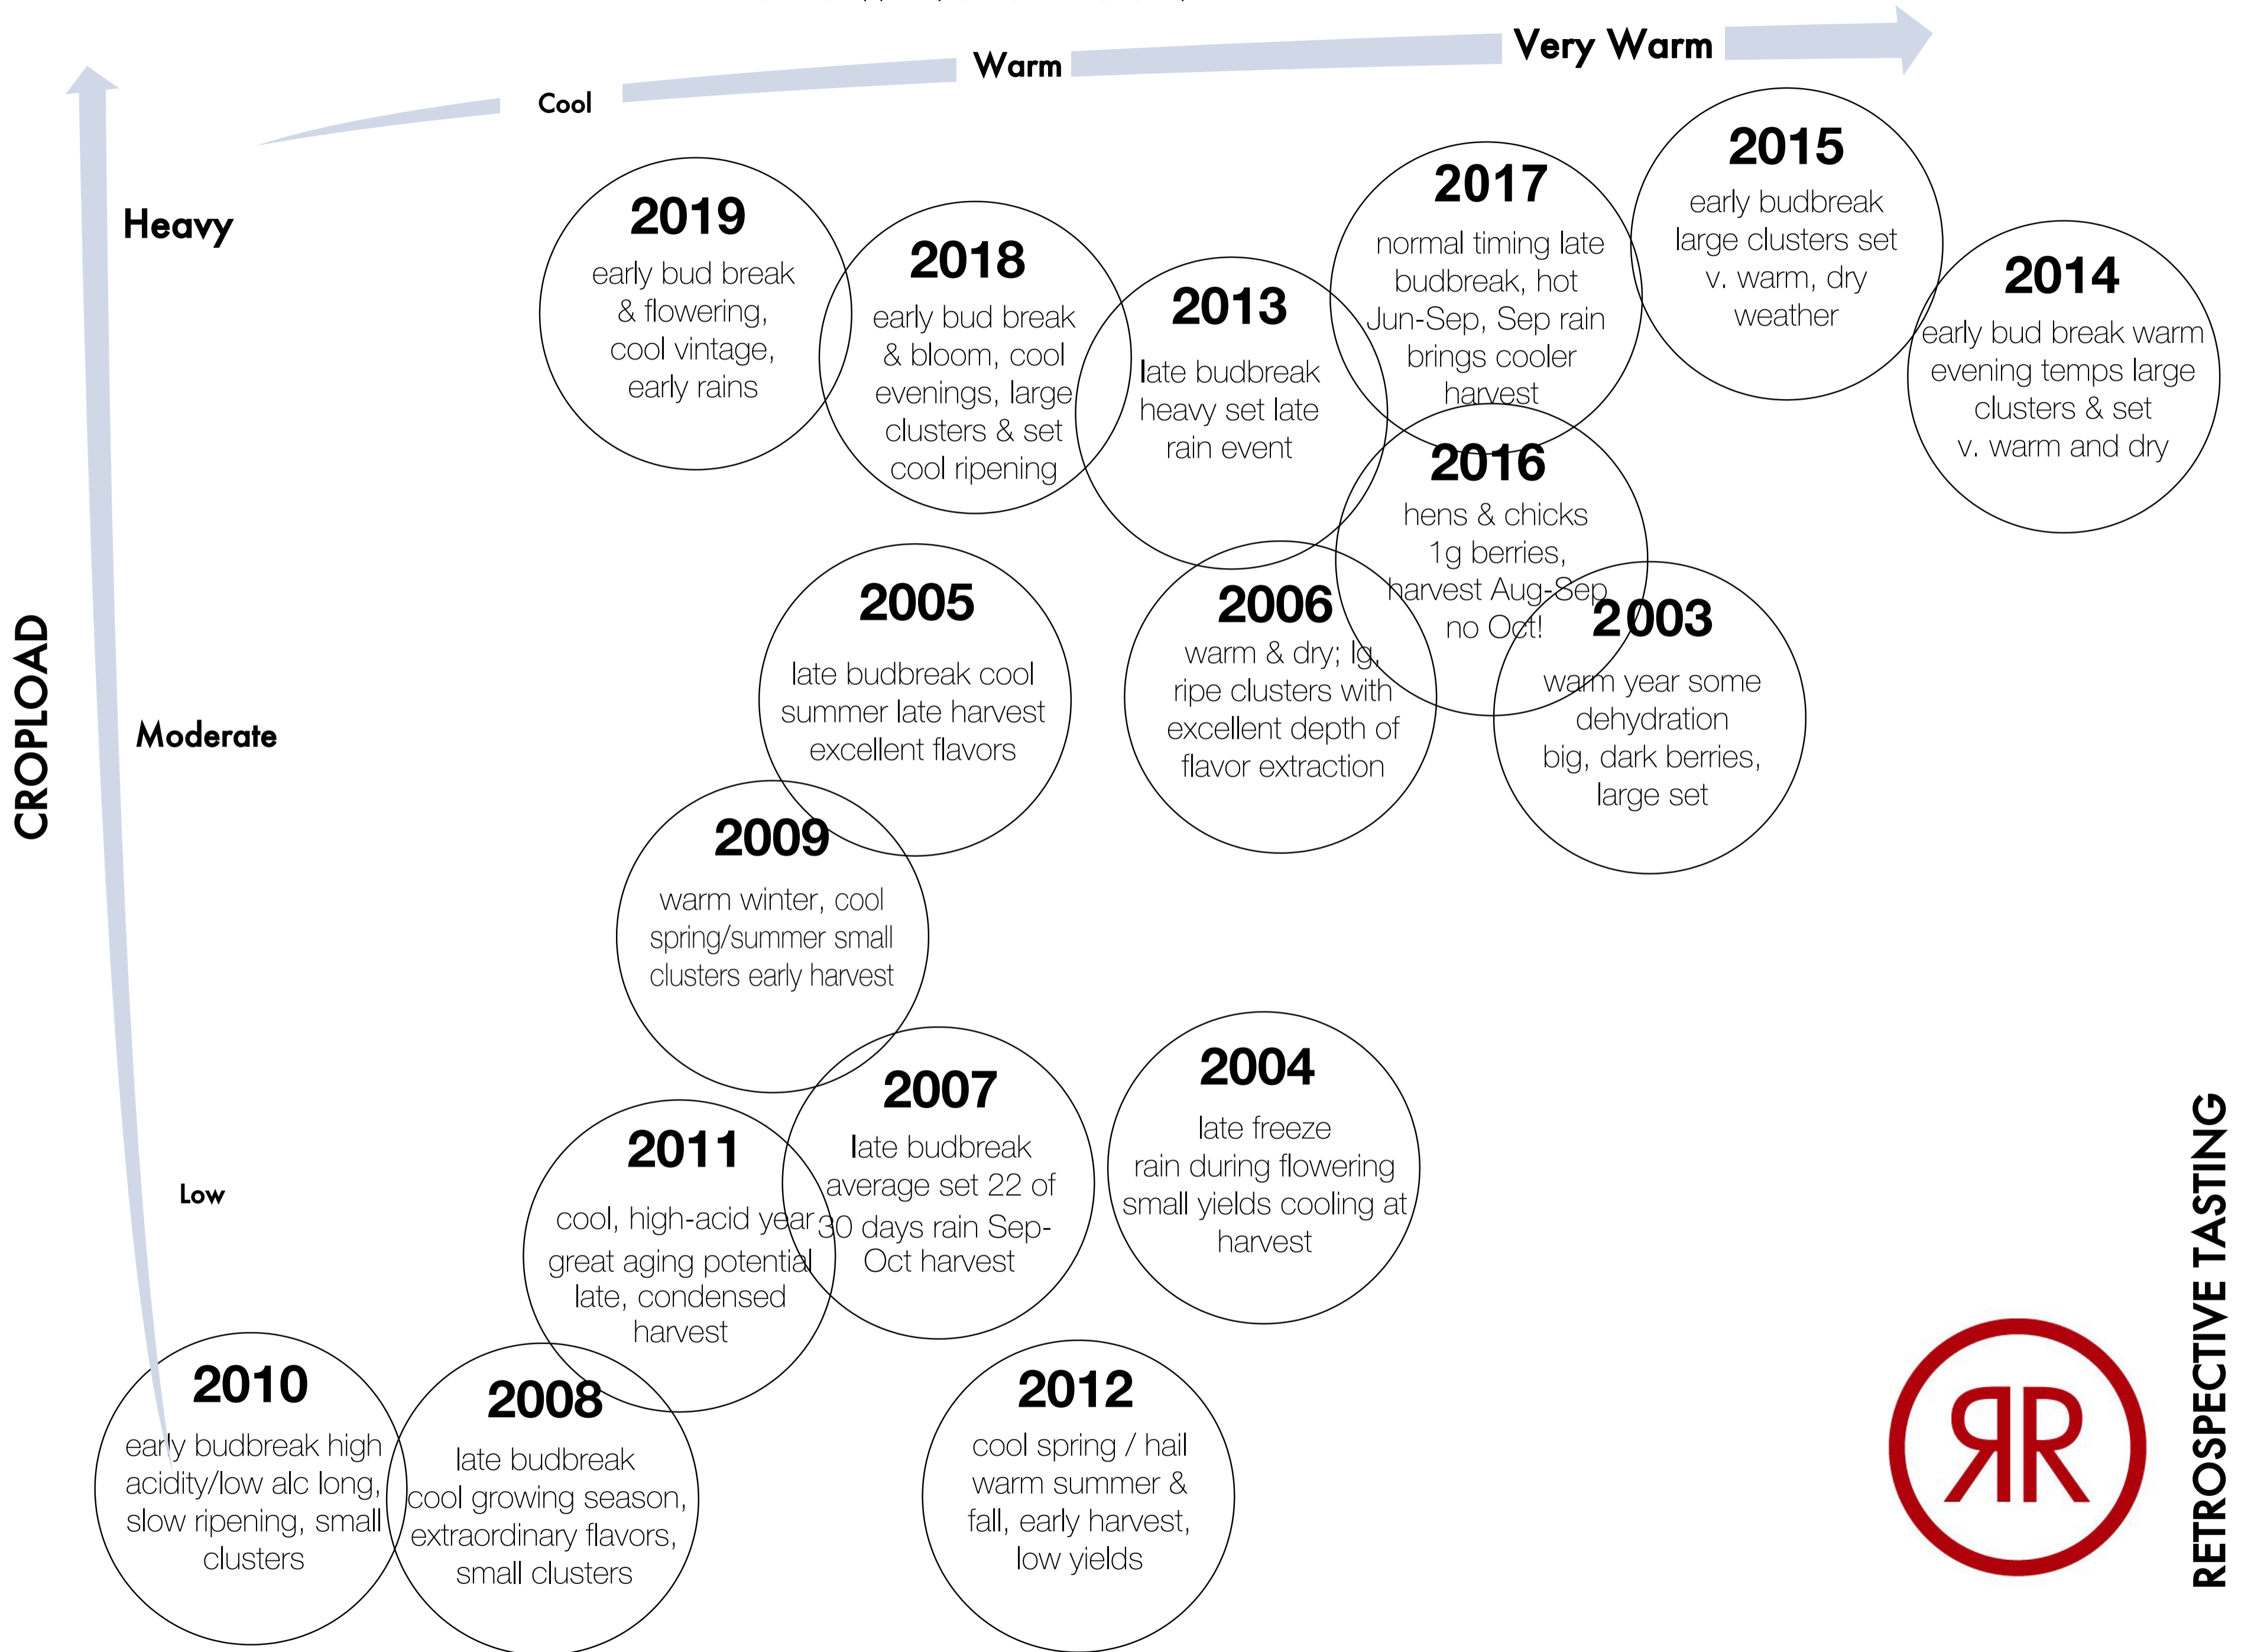 Very Warm
Warm
Cool
Heavy
Moderate
Low
CROPLOAD
2019
early bud break
& flowering,
cool vintage,
early rains
2018
early bud break
& bloom, cool
evenings, large
clusters & set
cool ripening
2013
late budbreak
heavy set late
rain event
2017
normal timing late
budbreak, hot
Jun-Sep, Sep rain
brings cooler
harvest
2015
early budbreak
large clusters set
v. warm, dry
weather
2014
early bud break warm
evening temps large
clusters & set
v. warm and dry
2016
hens & chicks
1g berries,
harvest Aug-Sep
no Oct!
2005
late budbreak cool
summer late harvest
excellent flavors
2006
warm & dry; lg,
ripe clusters with
excellent depth of
flavor extraction
2003
warm year some
dehydration
big, dark berries,
large set
2009
warm winter, cool
spring/summer small
clusters early harvest
2007
late budbreak
average set 22 of
30 days rain Sep-
Oct harvest
2004
late freeze
rain during flowering
small yields cooling at
harvest
2011
cool, high-acid year
great aging potential
late, condensed
harvest
2010
early budbreak high
acidity/low alc long,
slow ripening, small
clusters
2008
late budbreak
cool growing season,
extraordinary flavors,
small clusters
2012
cool spring / hail
warm summer &
fall, early harvest,
low yields
RR
RETROSPECTIVE TASTING